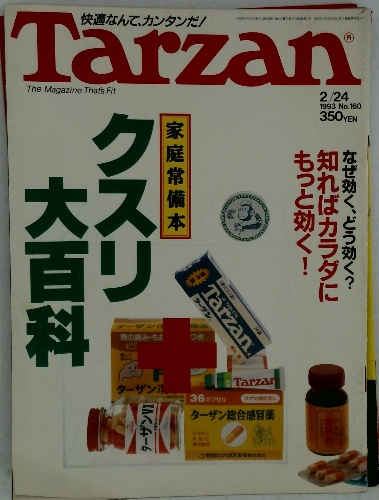 快適なんて、カンタンだ!
Tarzan®
The Magazine That's Fit
2/24
1993 No.160
350YEN
家庭常備本
クスリ
大百科
なぜ効く、どう効く?
知ればカラダに
もっと効く!
Tarzan
ターザン
Tarzan
36カプセル
ターザン総合感冒薬